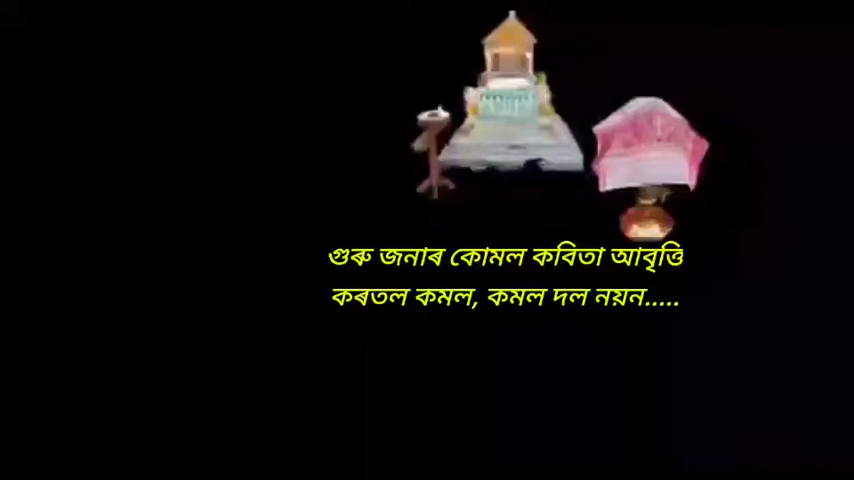 গুৰু জনাৰ কোমল কবিতা আবৃত্তি
কৰতল কমল, কমল দল নয়ন.....